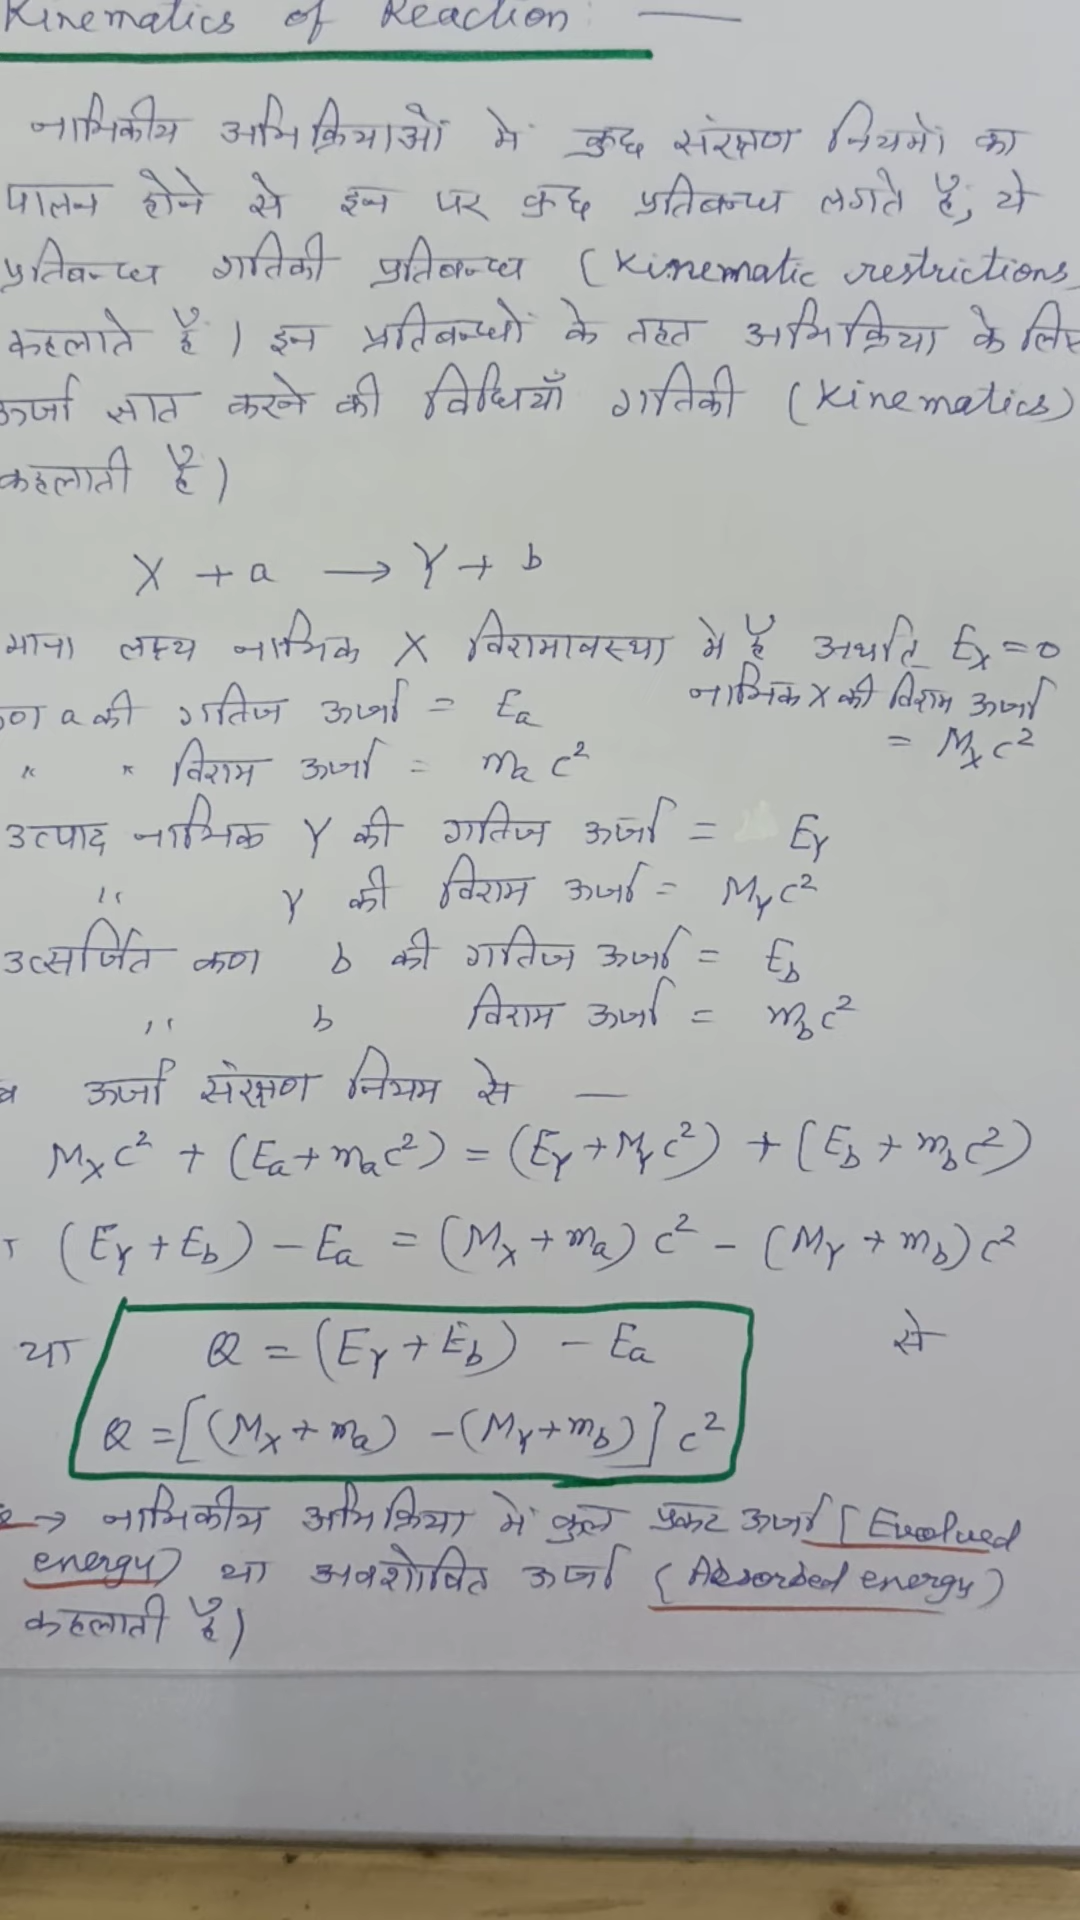 Kinematics of Reaction :—
नाभिकीय अभिक्रियाओं में कुछ संरक्षण नियमों का
पालन होने से इन पर कुछ प्रतिबन्ध लगते हैं, ये
प्रतिबन्ध गतिकी प्रतिबन्ध (Kinematic restrictions
कहलाते हैं। इन प्रतिबन्धों के तहत अभिक्रिया के लिए
ऊर्जा ज्ञात करने की विधियाँ गतिकी (Kinematics)
कहलाती हैं।
X + a → Y + b
माना लक्ष्य नाभिक X विरामावस्था में है अर्थात् E_X = 0
कण a की गतिज ऊर्जा = E_a
नाभिक X की विराम ऊर्जा
= M_X c²
" " विराम ऊर्जा = m_a c²
उत्पाद नाभिक Y की गतिज ऊर्जा = E_Y
" Y की विराम ऊर्जा = M_Y c²
उत्सर्जित कण b की गतिज ऊर्जा = E_b
" b विराम ऊर्जा = m_b c²
ऊर्जा संरक्षण नियम से —
M_X c² + (E_a + m_a c²) = (E_Y + M_Y c²) + (E_b + m_b c²)
(E_Y + E_b) - E_a = (M_X + m_a) c² - (M_Y + m_b) c²
या Q = (E_Y + E_b) - E_a से
Q = [(M_X + m_a) - (M_Y + m_b)] c²
Q → नाभिकीय अभिक्रिया में कुल प्रकट ऊर्जा [Evolved
energy) या अवशोषित ऊर्जा (Absorbed energy)
कहलाती है।